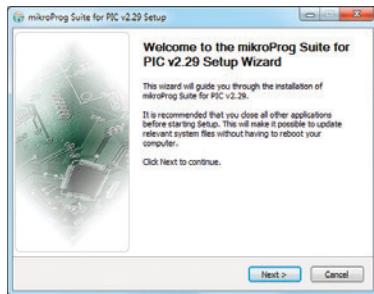 mikroProg Suite for PIC v2.29 Setup
Welcome to the mikroProg Suite for
PIC v2.29 Setup Wizard
This wizard will guide you through the installation of
mikroProg Suite for PIC v2.29.
It is recommended that you close all other applications
before starting Setup. This will make it possible to update
relevant system files without having to reboot your
computer.
Click Next to continue.
Next > Cancel